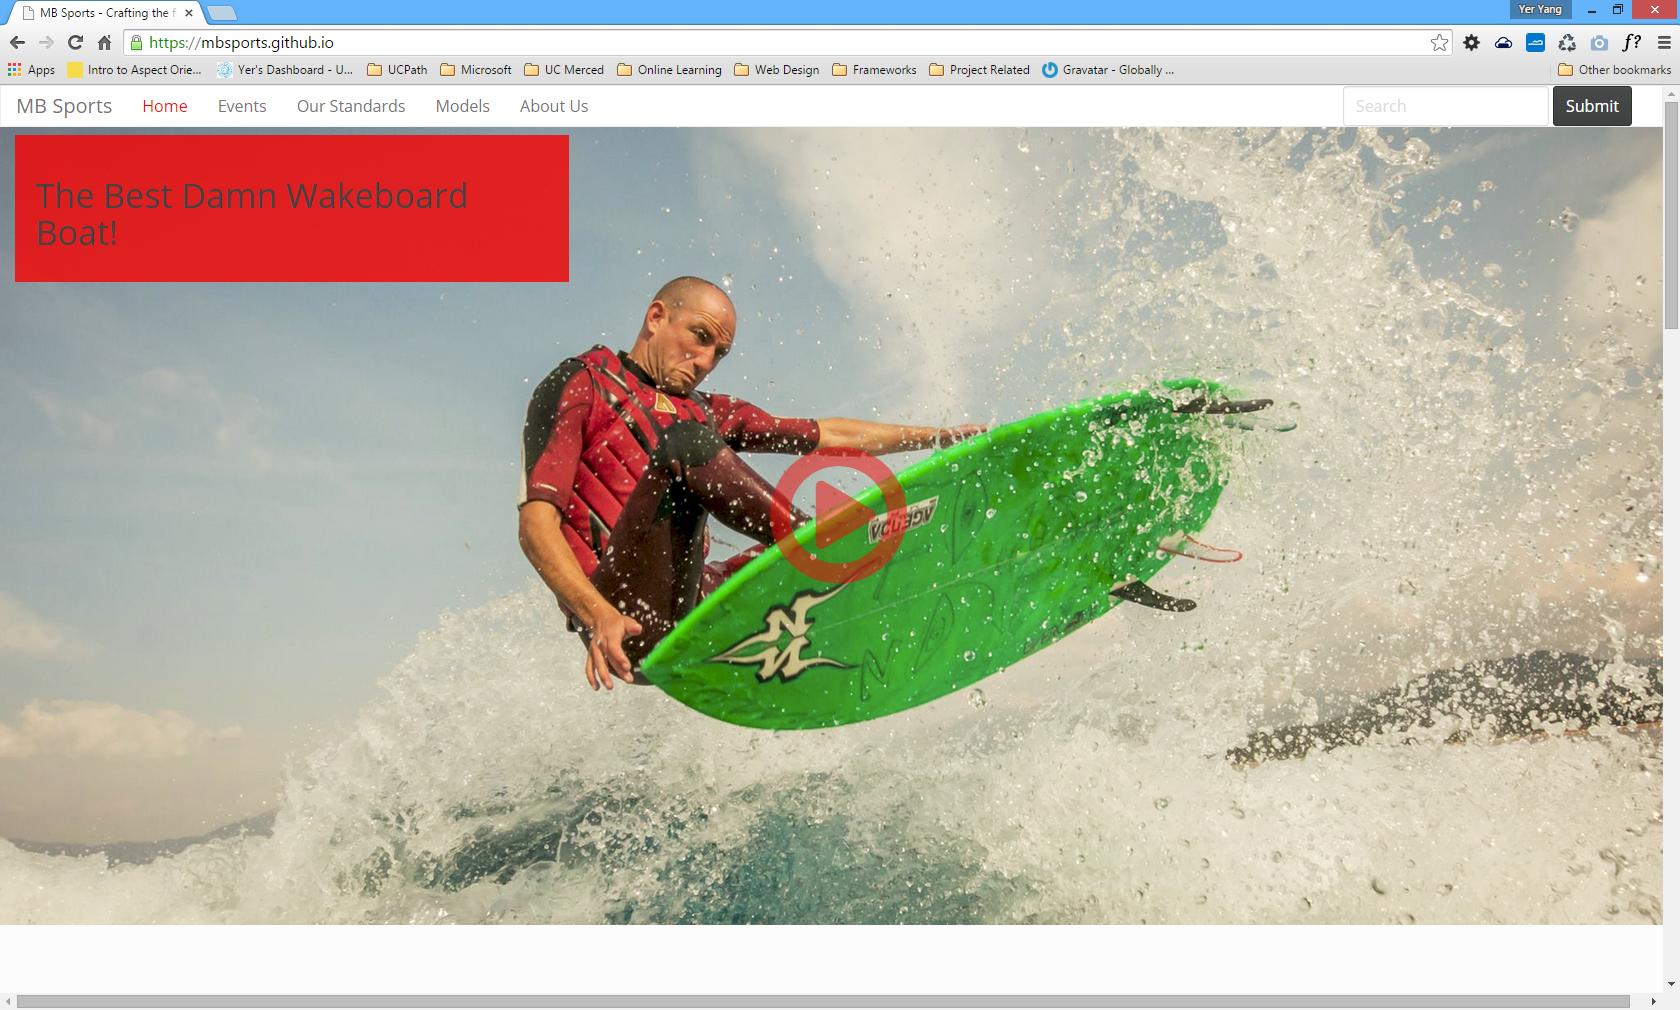 MB Sports - Crafting the f
Yer Yang
https://mbsports.github.io
Apps
Intro to Aspect Orie...
Yer's Dashboard - U...
UCPath
Microsoft
UC Merced
Online Learning
Web Design
Frameworks
Project Related
Gravatar - Globally ...
Other bookmarks
MB Sports
Home
Events
Our Standards
Models
About Us
Search
Submit
The Best Damn Wakeboard
Boat!
AGENDA